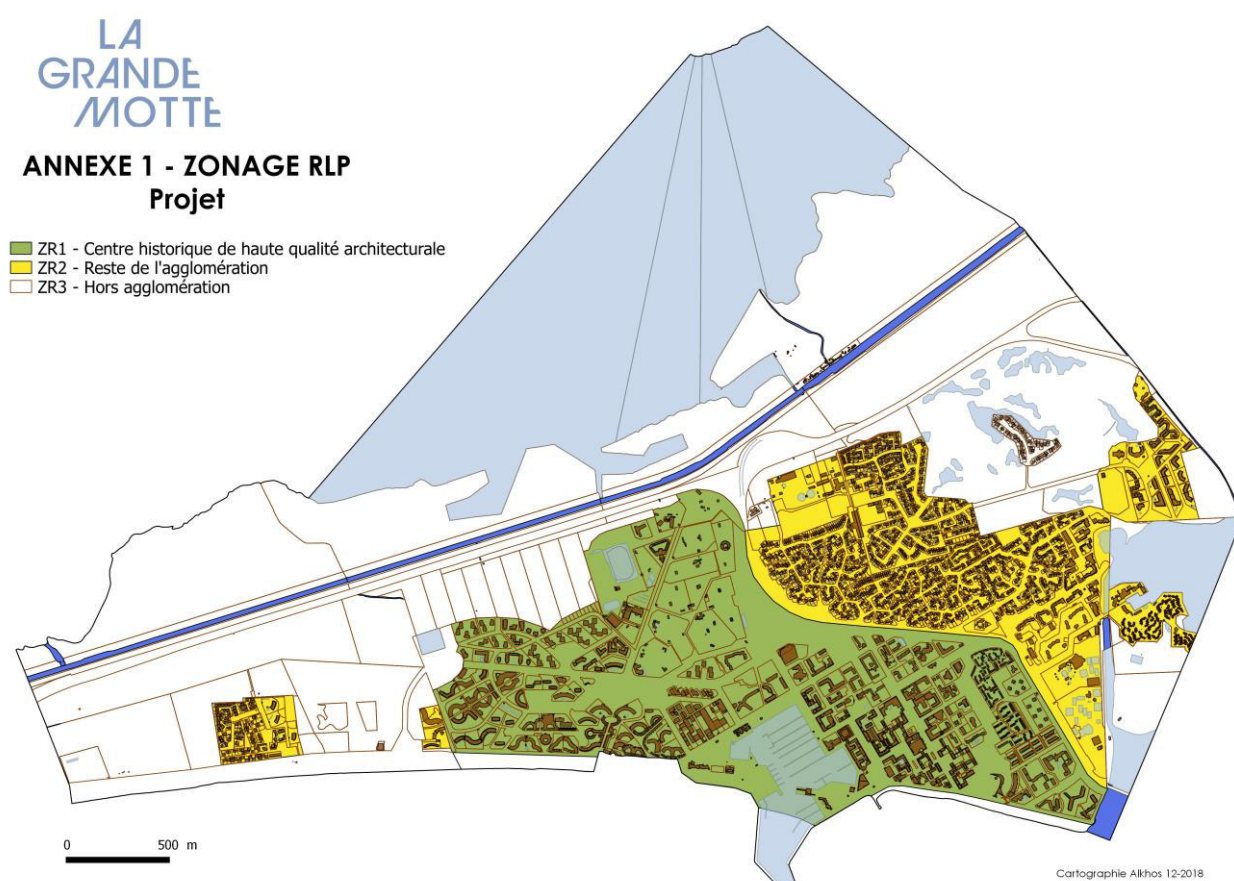 LA
GRANDE
MOTTE
ANNEXE 1 - ZONAGE RLP
Projet
ZR1 - Centre historique de haute qualité architecturale
ZR2 - Reste de l'agglomération
ZR3 - Hors agglomération
0 500 m
Cartographie Alkhos 12-2018